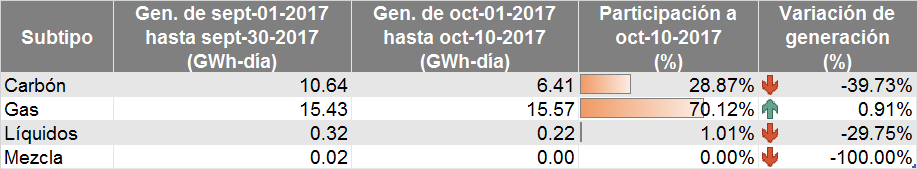 Subtipo Gen. de sept-01-2017 hasta sept-30-2017 (GWh-día) Gen. de oct-01-2017 hasta oct-10-2017 (GWh-día) Participación a oct-10-2017 (%) Variación de generación (%)
Carbón 10.64 6.41 28.87% -39.73%
Gas 15.43 15.57 70.12% 0.91%
Líquidos 0.32 0.22 1.01% -29.75%
Mezcla 0.02 0.00 0.00% -100.00%